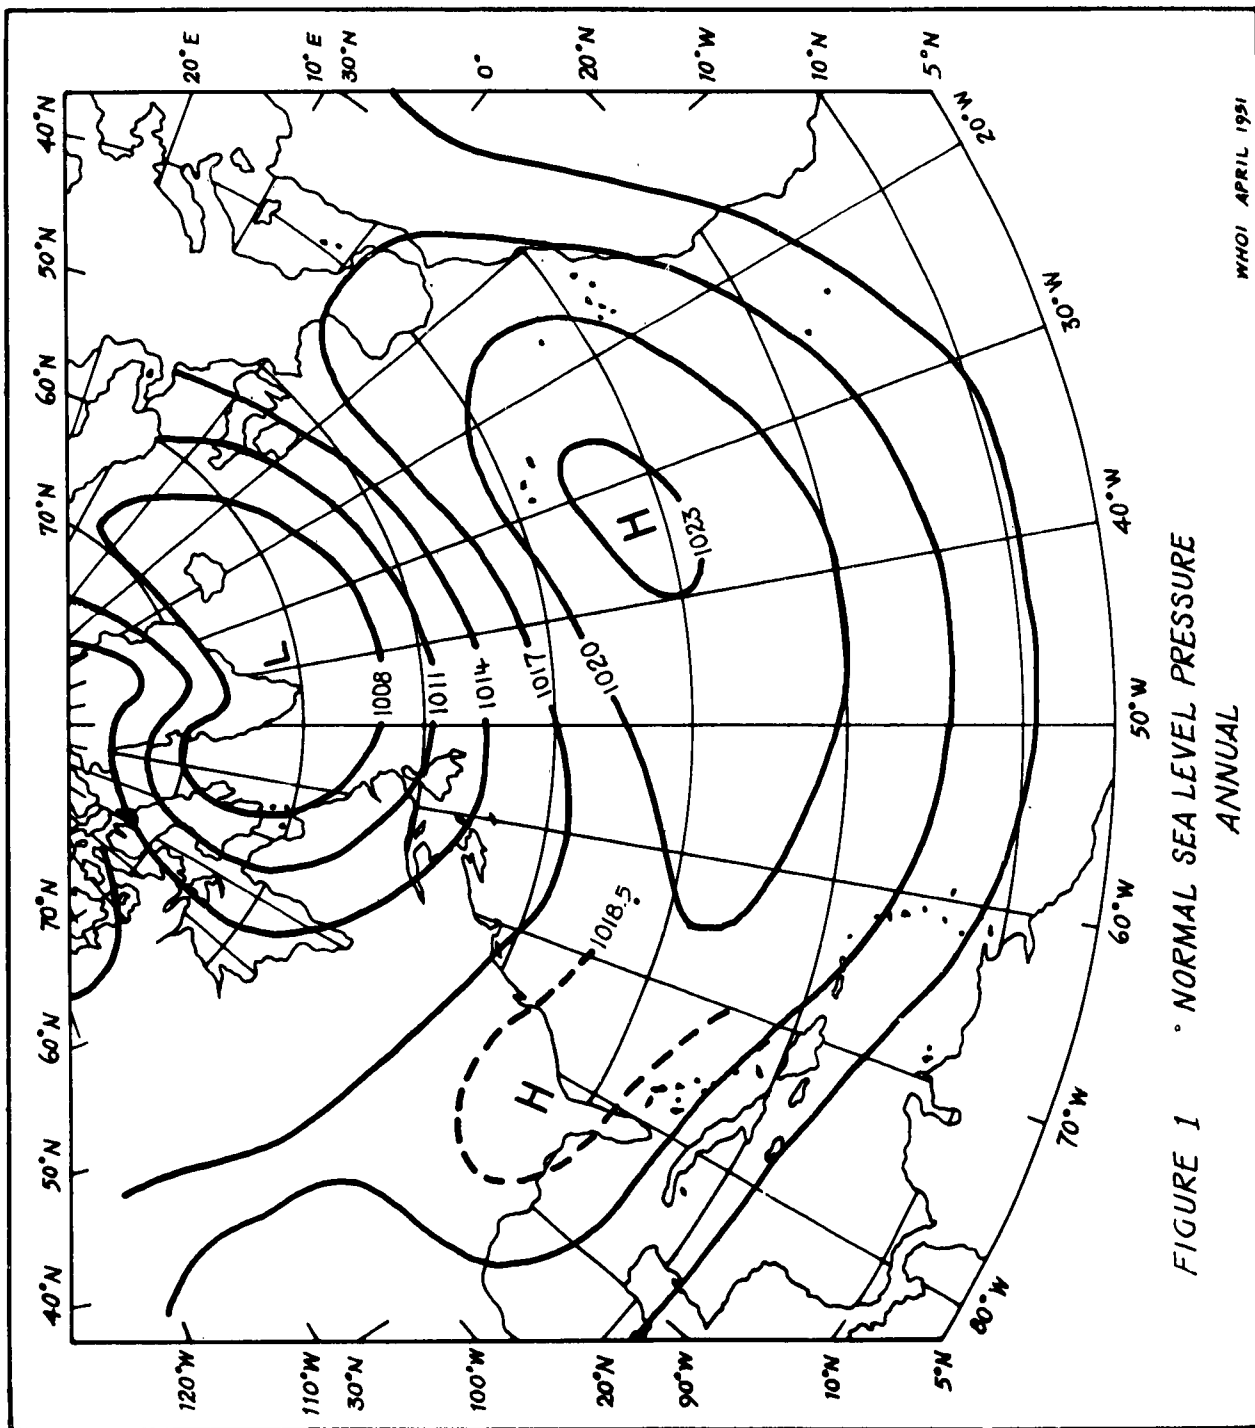 40°N
50°N
60°N
70°N
70°N
60°N
50°N
40°N
20°E
10°E
30°N
0°
20°N
10°W
10°N
5°N
120°W
110°W
30°N
100°W
20°N
90°W
10°N
5°N
80°W
70°W
60°W
50°W
40°W
30°W
20°W
L
1008
1011
1014
1017
1020
H
1023
1018.5
H
FIGURE 1 NORMAL SEA LEVEL PRESSURE
ANNUAL
WHOI APRIL 1951